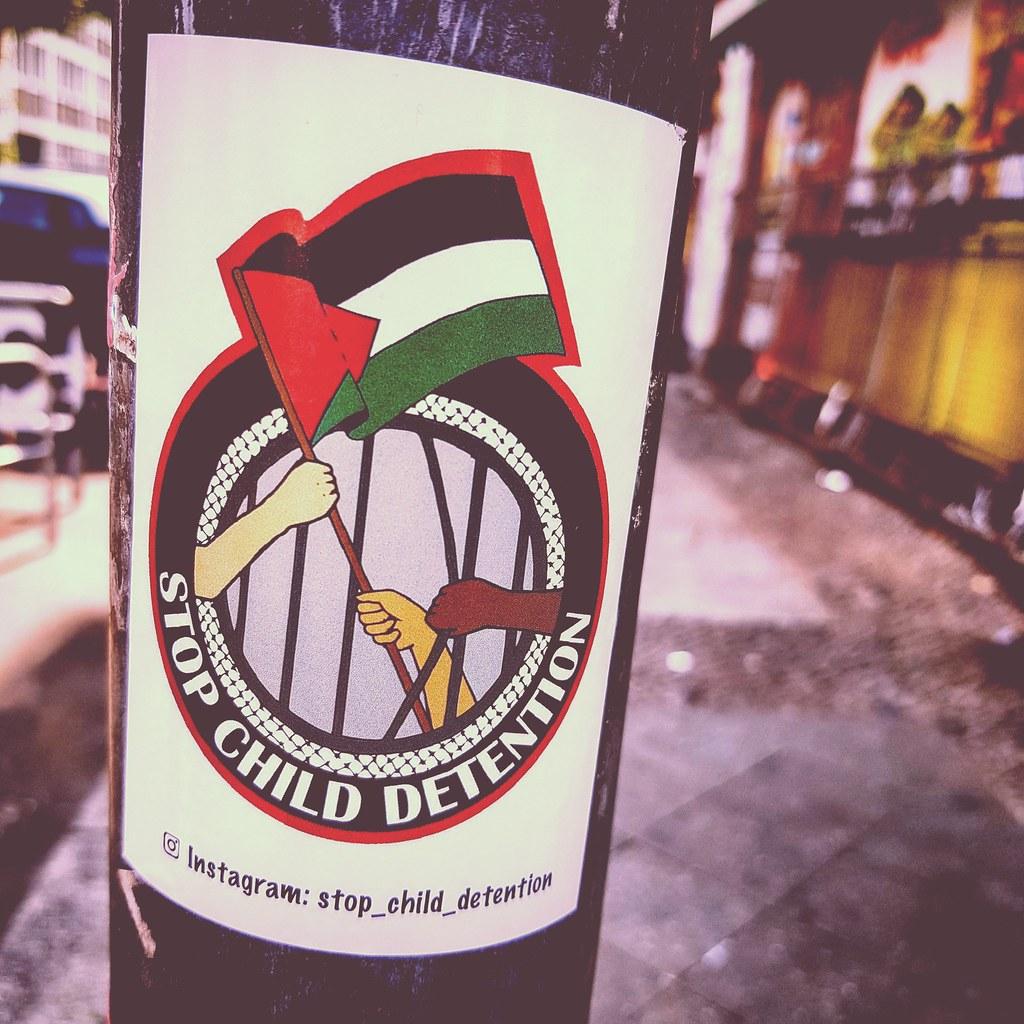 STOP CHILD DETENTION
Instagram: stop_child_detention